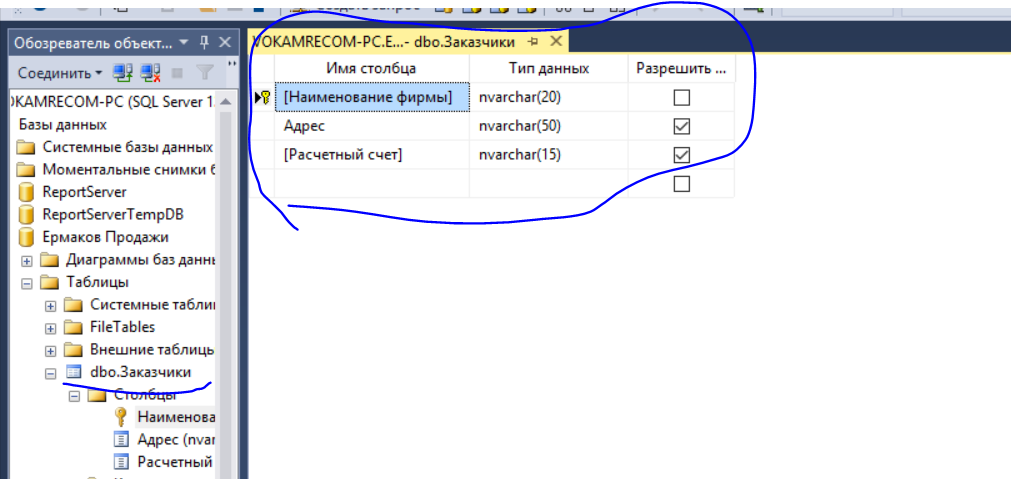 Обозреватель объект...
VOKAMRECOM-PC.E...- dbo.Заказчики
Соединить
OKAMRECOM-PC (SQL Server 1
Базы данных
Системные базы данных
Моментальные снимки
ReportServer
ReportServerTempDB
Ермаков Продажи
Диаграммы баз данн
Таблицы
Системные табли
FileTables
Внешние таблицы
dbo.Заказчики
Столбцы
Наименова
Адрес (nvar
Расчетный
Имя столбца Тип данных Разрешить ...
[Наименование фирмы] nvarchar(20)
Адрес nvarchar(50)
[Расчетный счет] nvarchar(15)